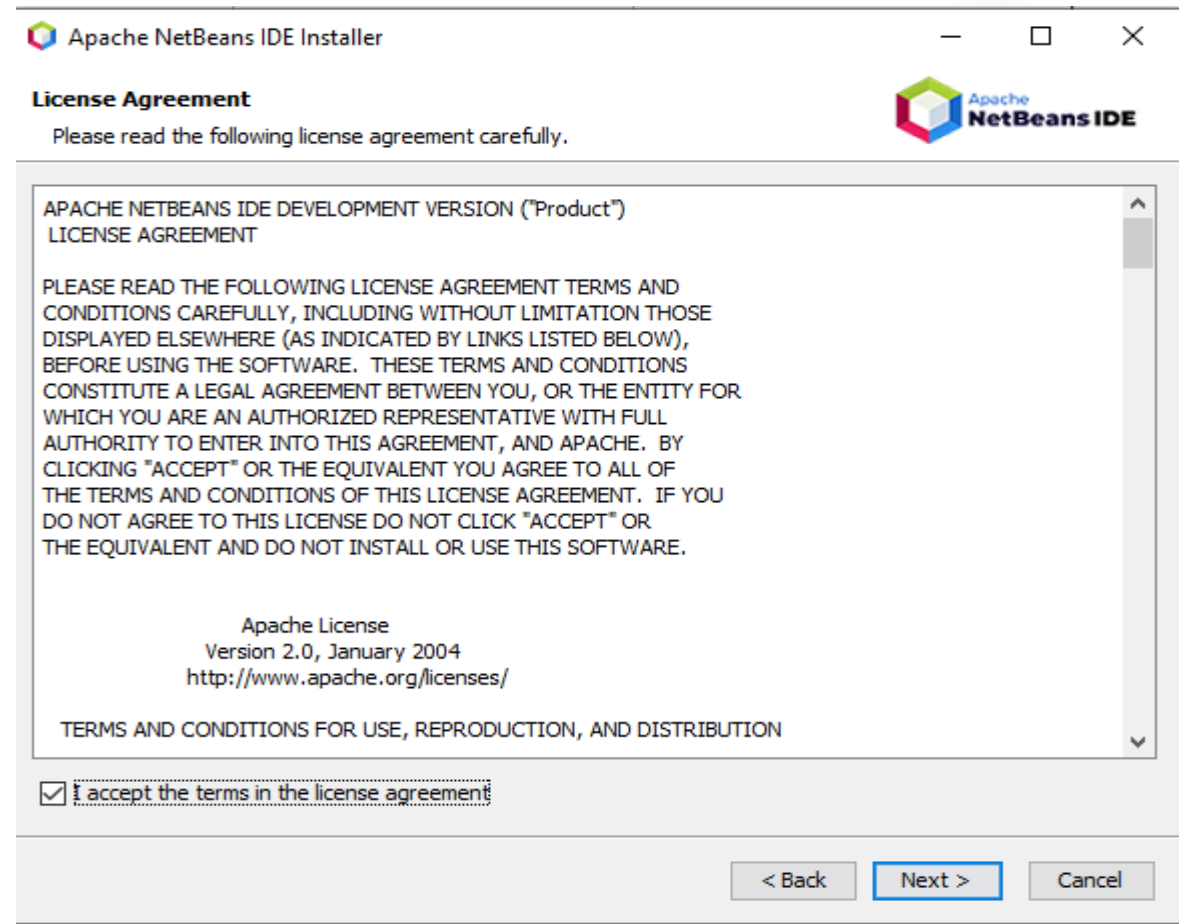 Apache NetBeans IDE Installer
License Agreement
Please read the following license agreement carefully.
Apache
NetBeans IDE
APACHE NETBEANS IDE DEVELOPMENT VERSION ("Product")
LICENSE AGREEMENT
PLEASE READ THE FOLLOWING LICENSE AGREEMENT TERMS AND
CONDITIONS CAREFULLY, INCLUDING WITHOUT LIMITATION THOSE
DISPLAYED ELSEWHERE (AS INDICATED BY LINKS LISTED BELOW),
BEFORE USING THE SOFTWARE.  THESE TERMS AND CONDITIONS
CONSTITUTE A LEGAL AGREEMENT BETWEEN YOU, OR THE ENTITY FOR
WHICH YOU ARE AN AUTHORIZED REPRESENTATIVE WITH FULL
AUTHORITY TO ENTER INTO THIS AGREEMENT, AND APACHE.  BY
CLICKING "ACCEPT" OR THE EQUIVALENT YOU AGREE TO ALL OF
THE TERMS AND CONDITIONS OF THIS LICENSE AGREEMENT.  IF YOU
DO NOT AGREE TO THIS LICENSE DO NOT CLICK "ACCEPT" OR
THE EQUIVALENT AND DO NOT INSTALL OR USE THIS SOFTWARE.
Apache License
Version 2.0, January 2004
http://www.apache.org/licenses/
TERMS AND CONDITIONS FOR USE, REPRODUCTION, AND DISTRIBUTION
I accept the terms in the license agreement
< Back
Next >
Cancel